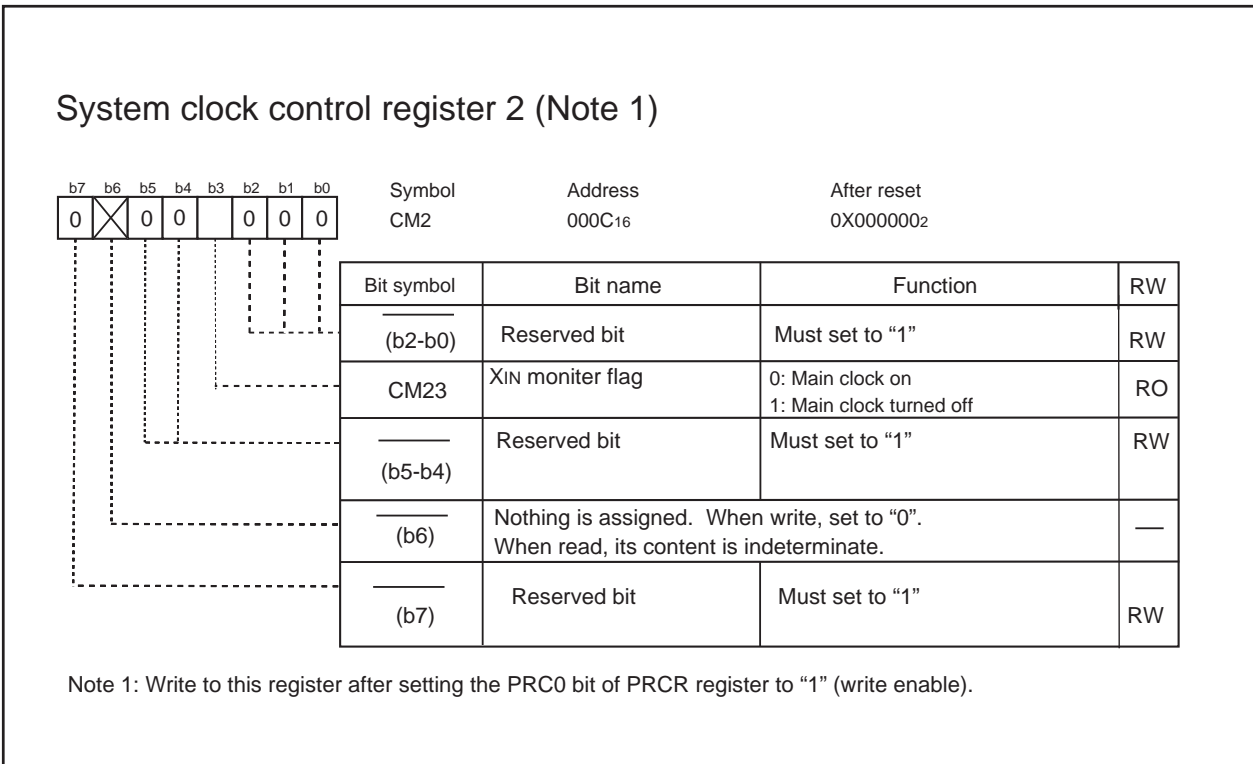 System clock control register 2 (Note 1)
b7 b6 b5 b4 b3 b2 b1 b0
0 0 0 0 0 0
Symbol Address After reset
CM2 000C16 0X0000002
Bit symbol Bit name Function RW
(b2-b0) Reserved bit Must set to “1” RW
CM23 XIN moniter flag 0: Main clock on RO
1: Main clock turned off
(b5-b4) Reserved bit Must set to “1” RW
(b6) Nothing is assigned. When write, set to “0”. —
When read, its content is indeterminate.
(b7) Reserved bit Must set to “1” RW
Note 1: Write to this register after setting the PRC0 bit of PRCR register to “1” (write enable).